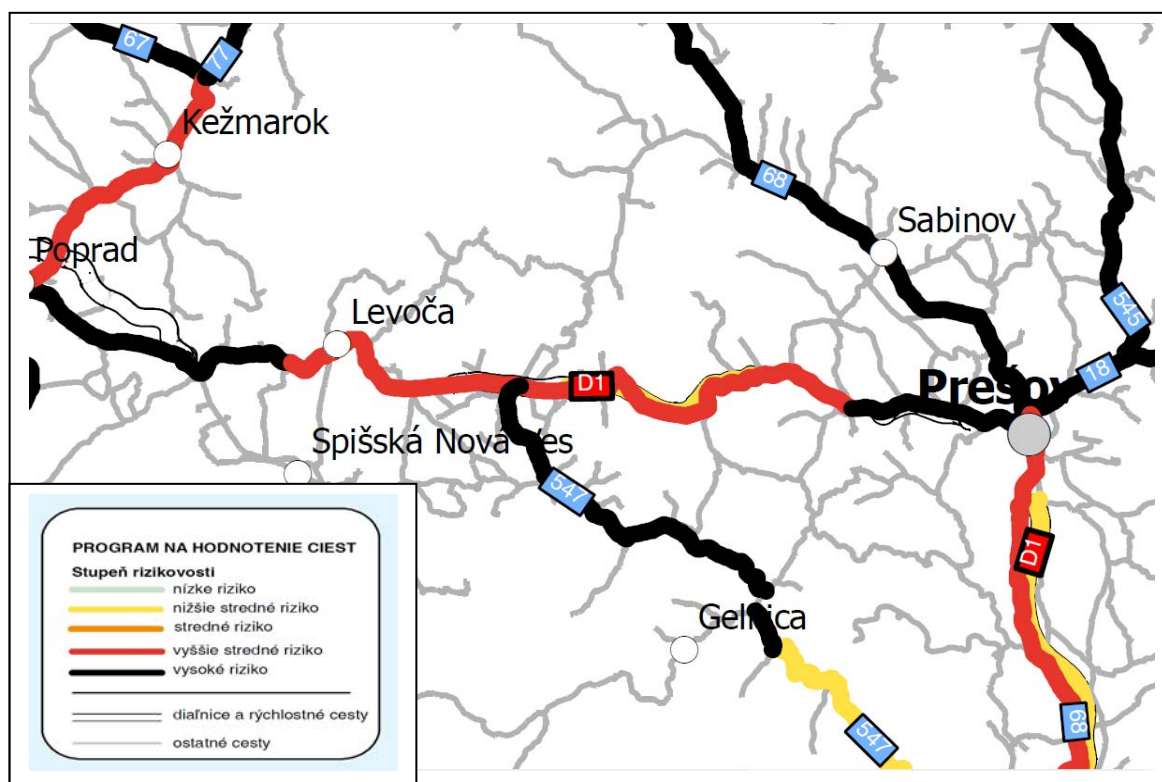 67
77
Kežmarok
68
Sabinov
Poprad
545
Levoča
D1
18
Prešov
Spišská Nová Ves
547
D1
Gelnica
68
547
PROGRAM NA HODNOTENIE CIEST
Stupeň rizikovosti
nízke riziko
nižšie stredné riziko
stredné riziko
vyššie stredné riziko
vysoké riziko
diaľnice a rýchlostné cesty
ostatné cesty